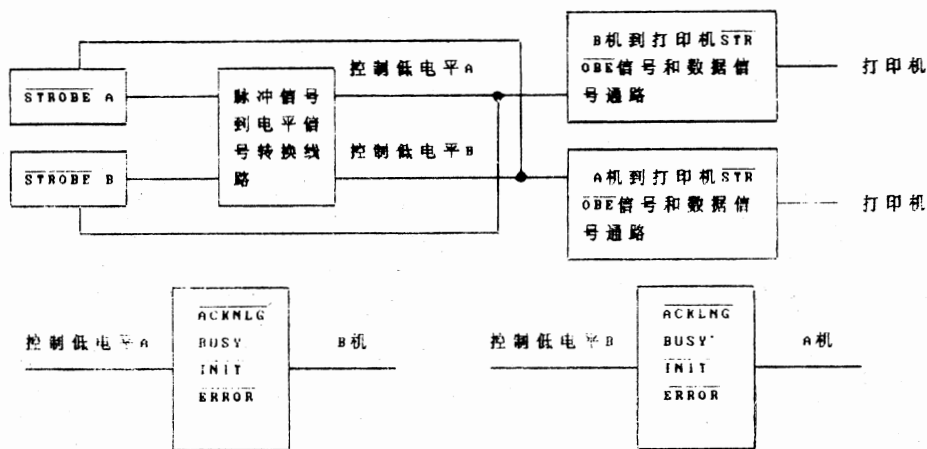 B机到打印机STR
OBE信号和数据信
号通路
打印机
控制低电平A
STROBE A
脉冲信号
到电平信
号转换线
路
控制低电平B
STROBE B
A机到打印机STR
OBE信号和数据信
号通路
打印机
控制低电平A
ACKNLG
BUSY
INIT
ERROR
B机
控制低电平B
ACKLNG
BUSY
INIT
ERROR
A机